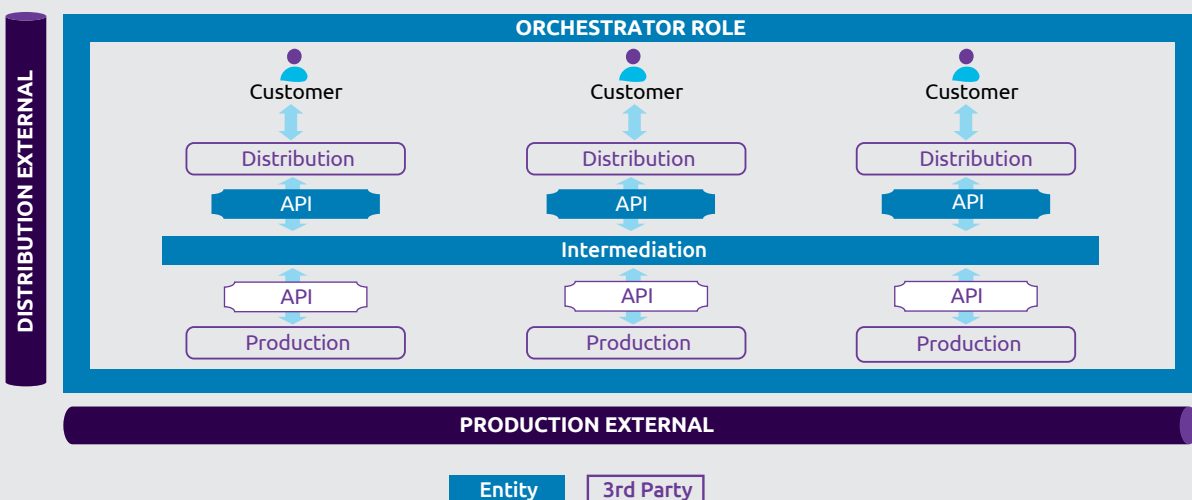 ORCHESTRATOR ROLE
DISTRIBUTION EXTERNAL
Customer Customer Customer
Distribution Distribution Distribution
API API API
Intermediation
API API API
Production Production Production
PRODUCTION EXTERNAL
Entity 3rd Party